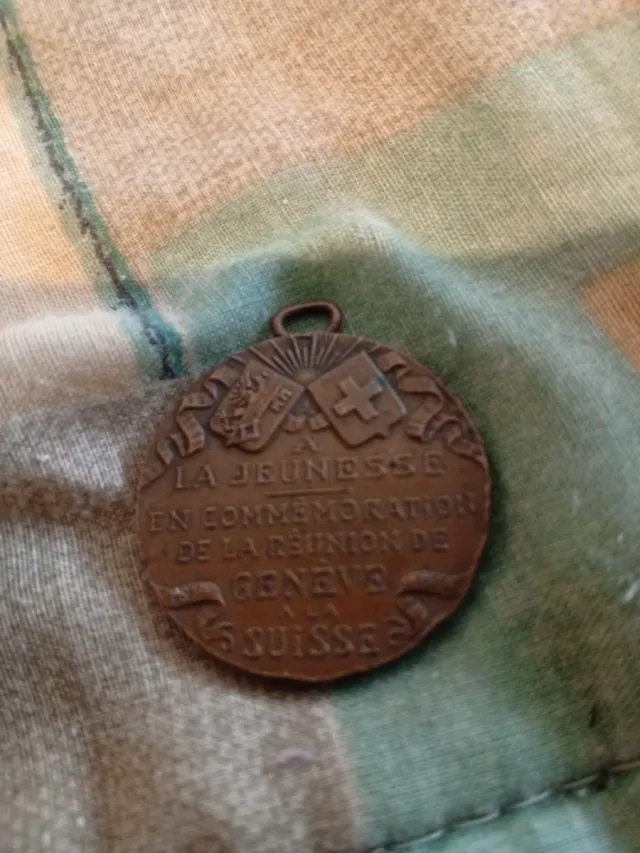 A
LA JEUNESSE
EN COMMÉMORATION
DE LA RÉUNION DE
GENÈVE
A LA
SUiSSE